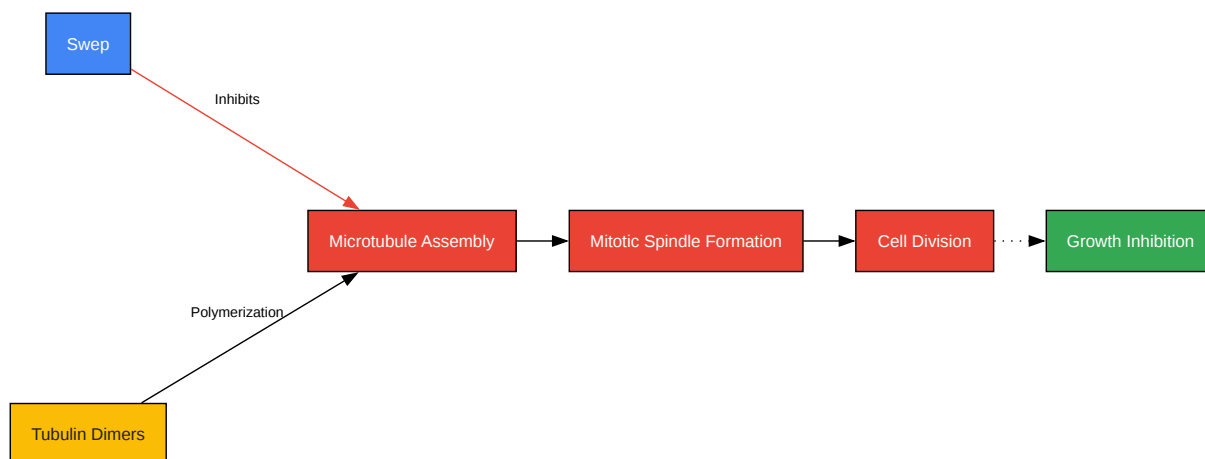 Swep
Inhibits
Microtubule Assembly
Mitotic Spindle Formation
Cell Division
Growth Inhibition
Polymerization
Tubulin Dimers